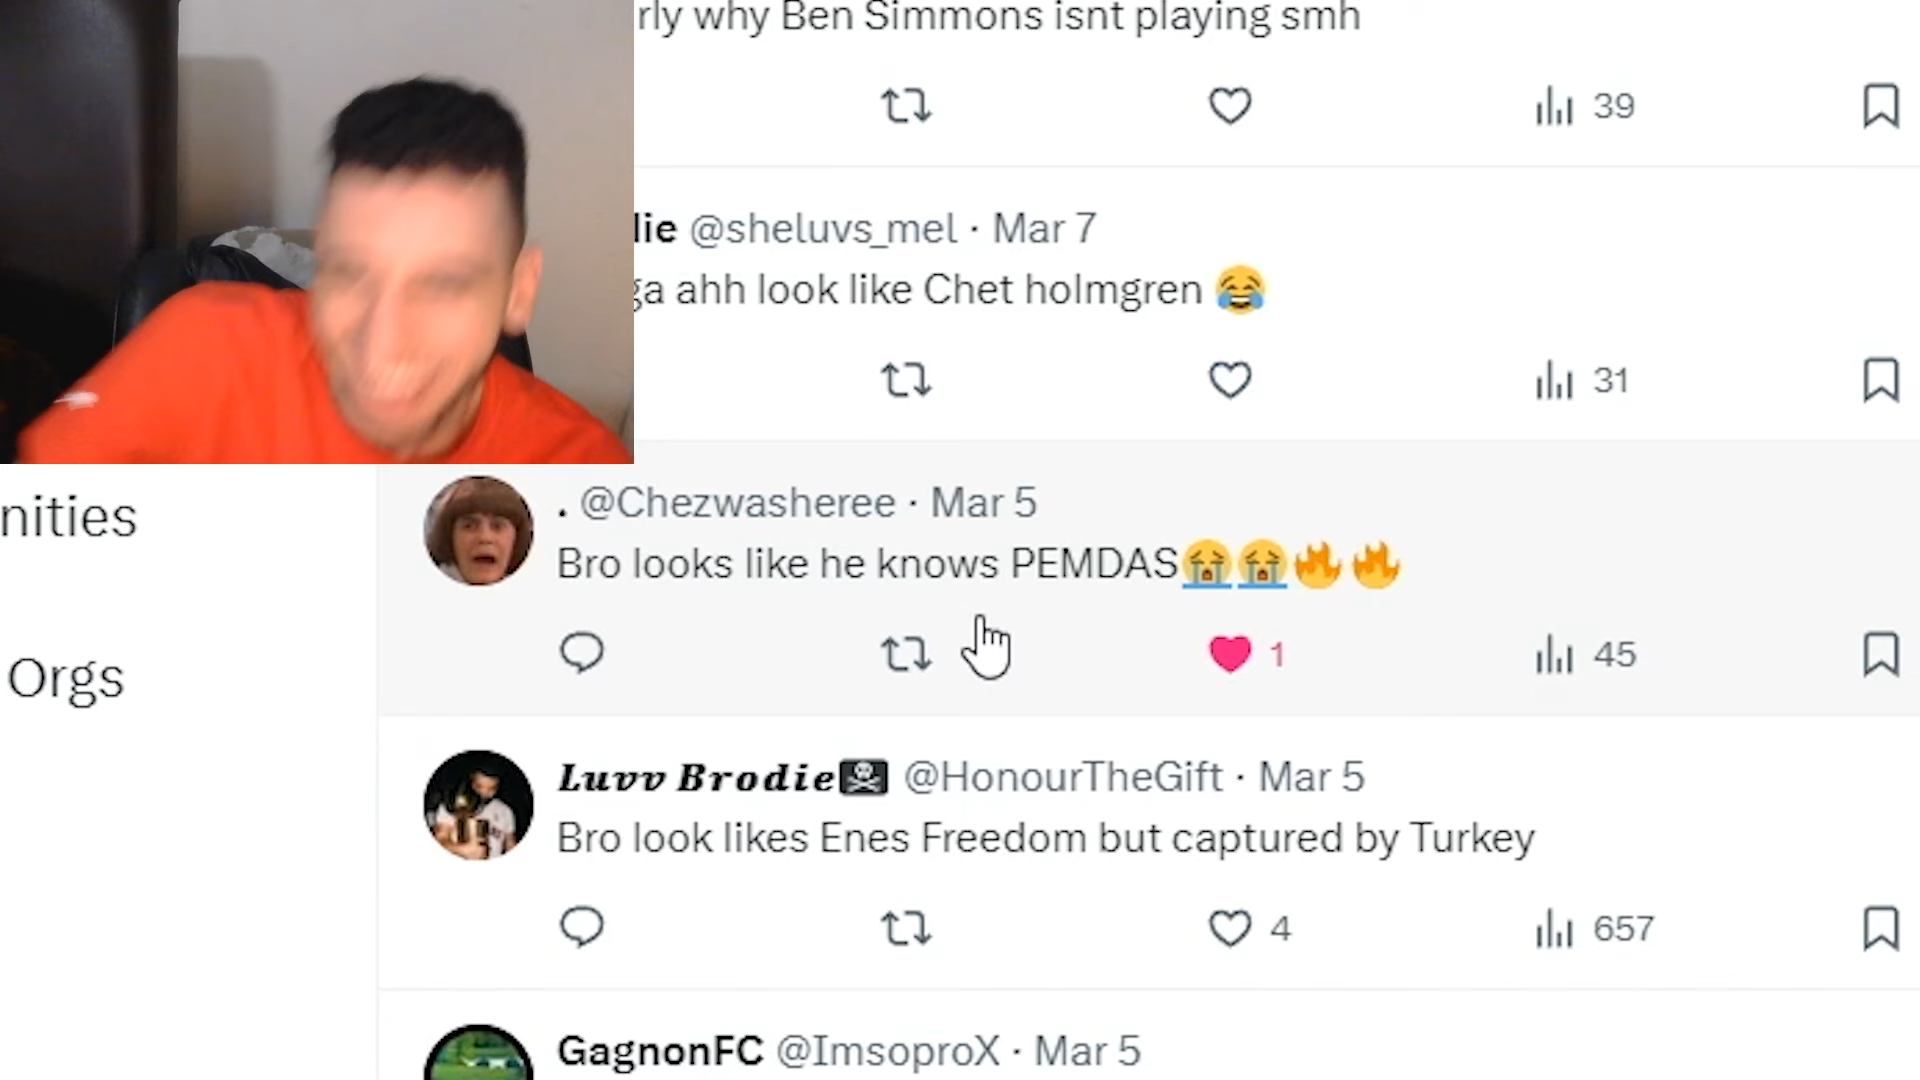 rly why Ben Simmons isnt playing smh
39
lie @sheluvs_mel · Mar 7
ga ahh look like Chet holmgren 😂
31
nities
. @Chezwasheree · Mar 5
Bro looks like he knows PEMDAS😭😭🔥🔥
1 45
Orgs
Luvv Brodie🏴‍☠️ @HonourTheGift · Mar 5
Bro look likes Enes Freedom but captured by Turkey
4 657
GagnonFC @ImsoproX · Mar 5